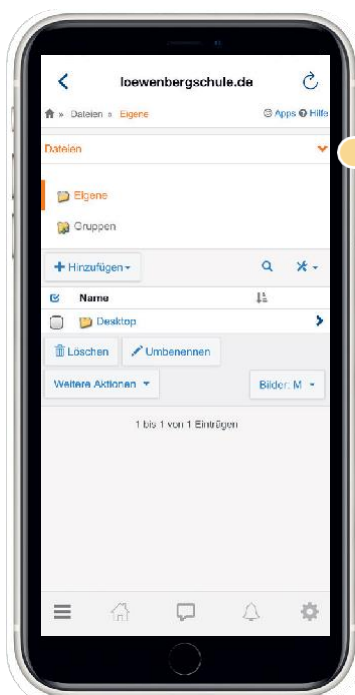 loewenbergschule.de
» Dateien » Eigene Apps Hilfe
Dateien
Eigene
Gruppen
+ Hinzufügen
Name
Desktop
Löschen Umbenennen
Weitere Aktionen Bilder: M
1 bis 1 von 1 Einträgen